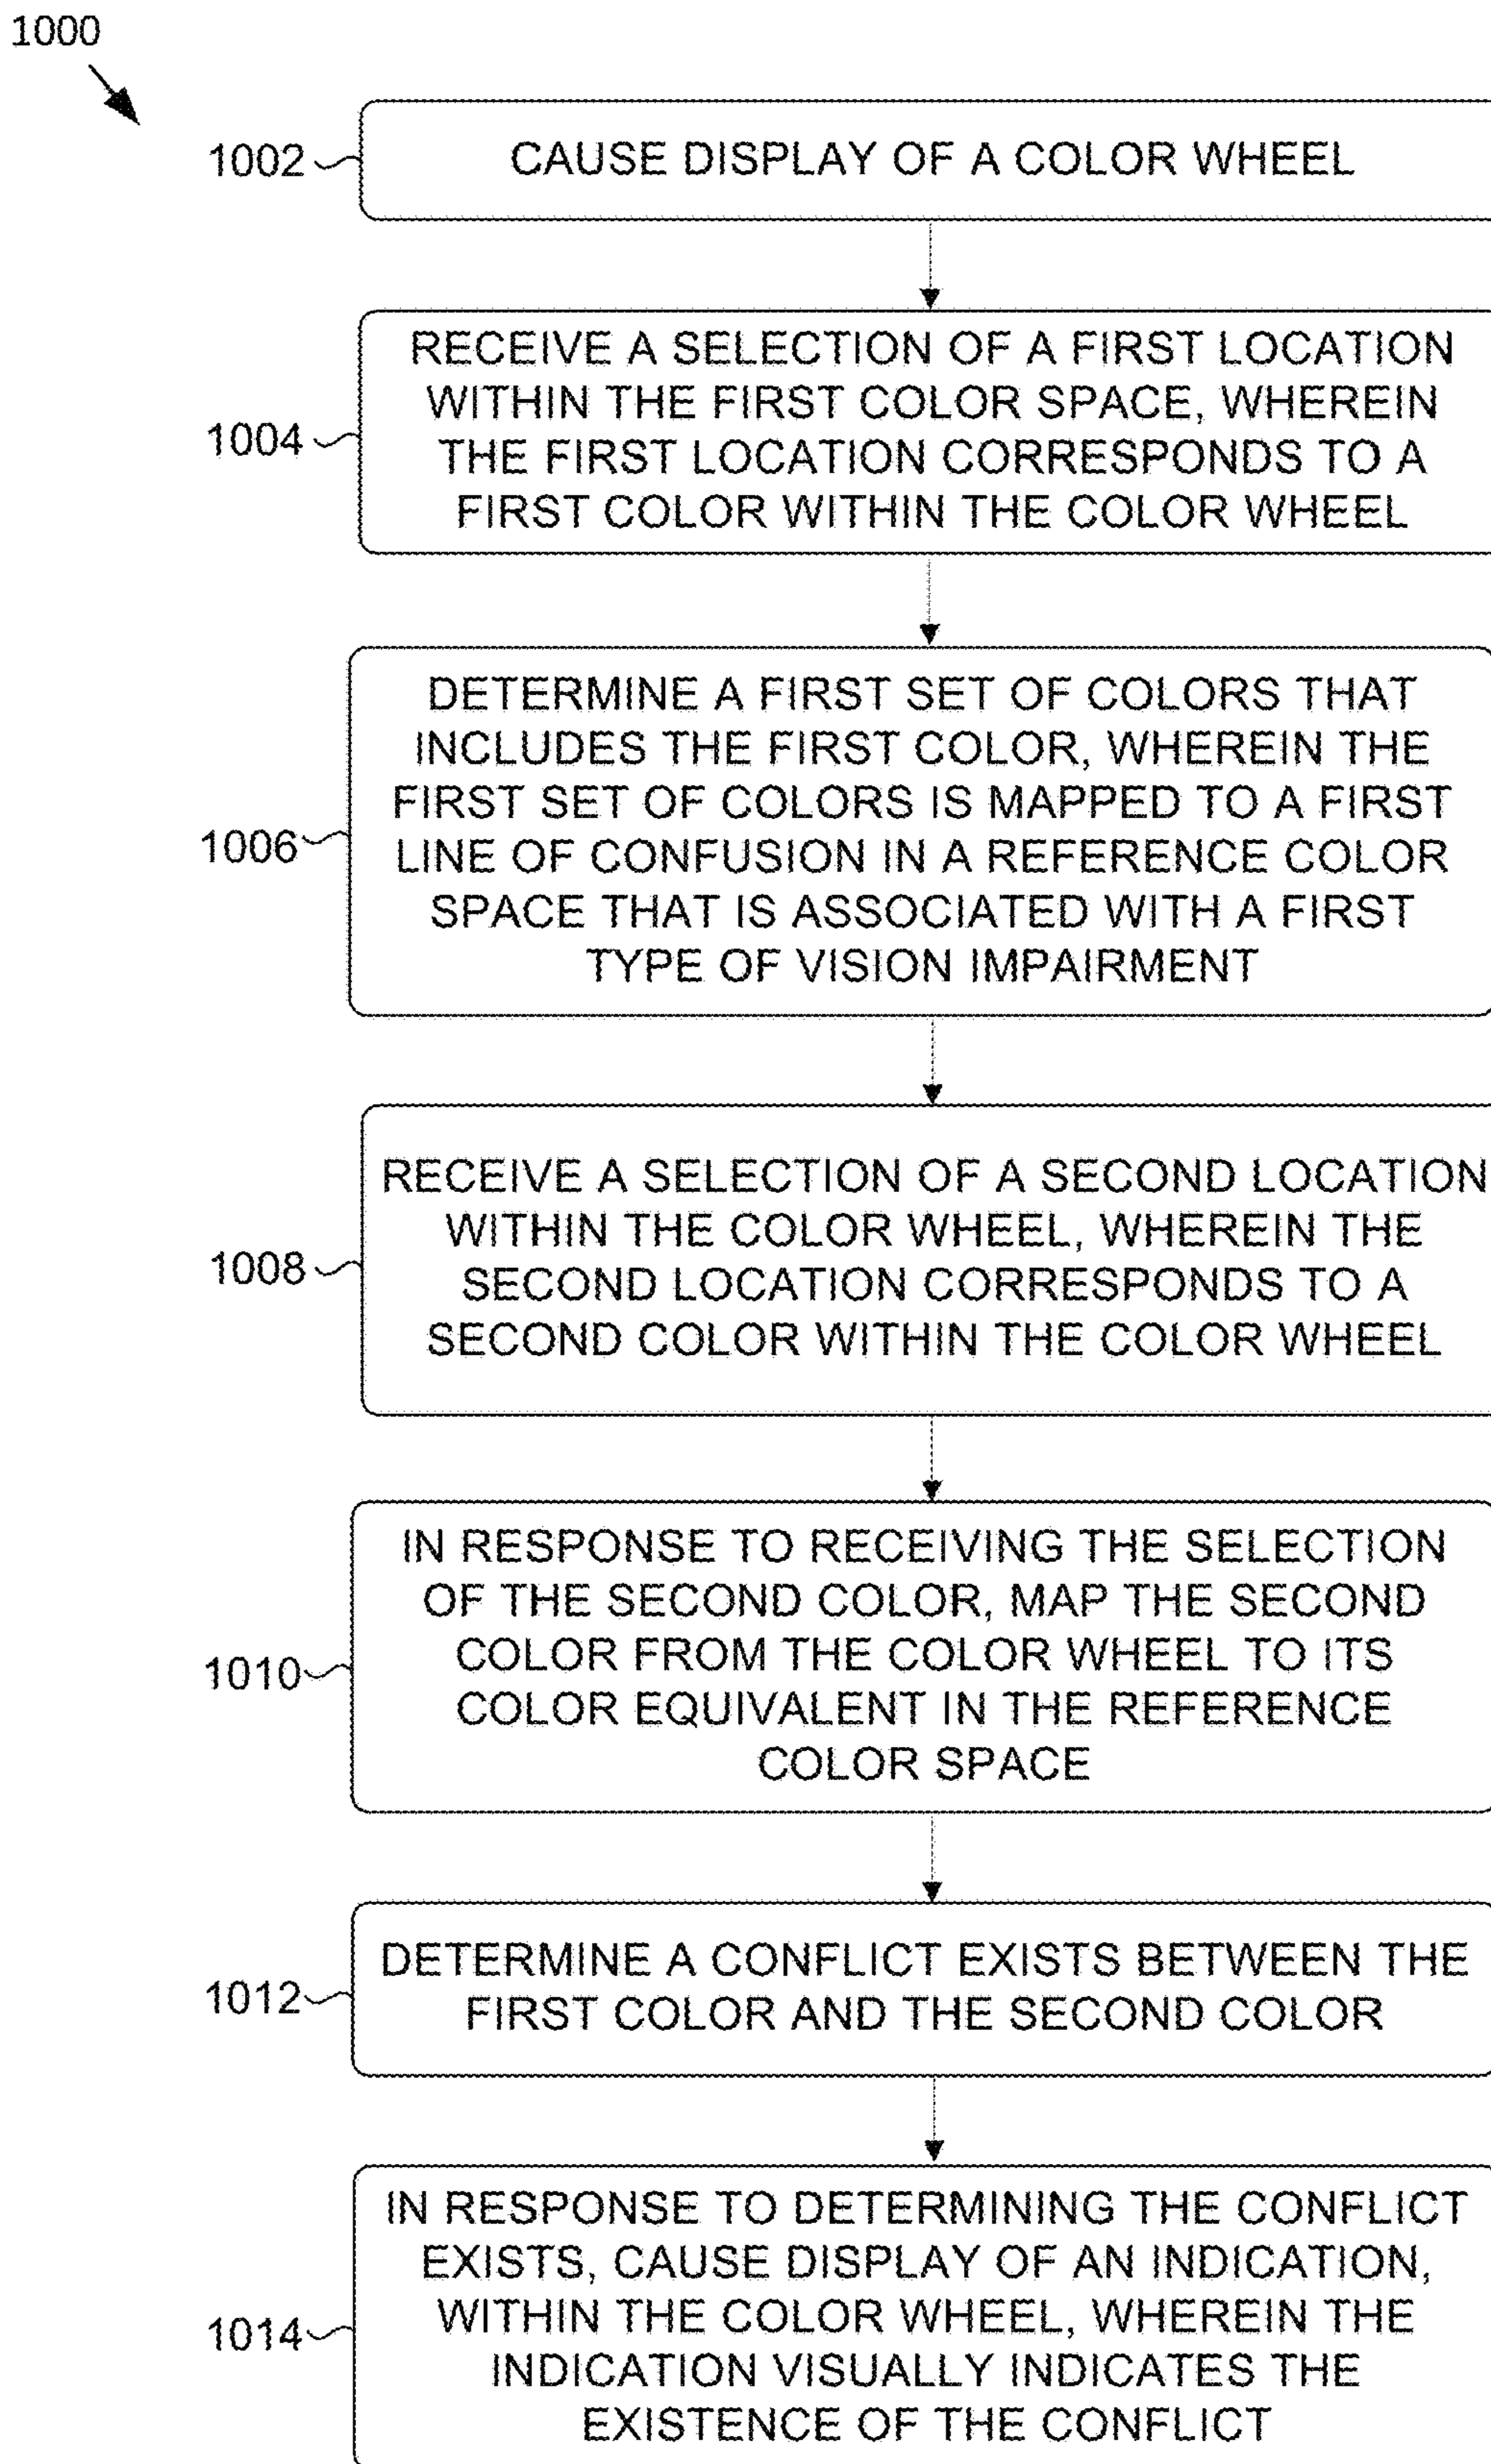 1000
1002
CAUSE DISPLAY OF A COLOR WHEEL
1004
RECEIVE A SELECTION OF A FIRST LOCATION
WITHIN THE FIRST COLOR SPACE, WHEREIN
THE FIRST LOCATION CORRESPONDS TO A
FIRST COLOR WITHIN THE COLOR WHEEL
1006
DETERMINE A FIRST SET OF COLORS THAT
INCLUDES THE FIRST COLOR, WHEREIN THE
FIRST SET OF COLORS IS MAPPED TO A FIRST
LINE OF CONFUSION IN A REFERENCE COLOR
SPACE THAT IS ASSOCIATED WITH A FIRST
TYPE OF VISION IMPAIRMENT
1008
RECEIVE A SELECTION OF A SECOND LOCATION
WITHIN THE COLOR WHEEL, WHEREIN THE
SECOND LOCATION CORRESPONDS TO A
SECOND COLOR WITHIN THE COLOR WHEEL
1010
IN RESPONSE TO RECEIVING THE SELECTION
OF THE SECOND COLOR, MAP THE SECOND
COLOR FROM THE COLOR WHEEL TO ITS
COLOR EQUIVALENT IN THE REFERENCE
COLOR SPACE
1012
DETERMINE A CONFLICT EXISTS BETWEEN THE
FIRST COLOR AND THE SECOND COLOR
1014
IN RESPONSE TO DETERMINING THE CONFLICT
EXISTS, CAUSE DISPLAY OF AN INDICATION,
WITHIN THE COLOR WHEEL, WHEREIN THE
INDICATION VISUALLY INDICATES THE
EXISTENCE OF THE CONFLICT